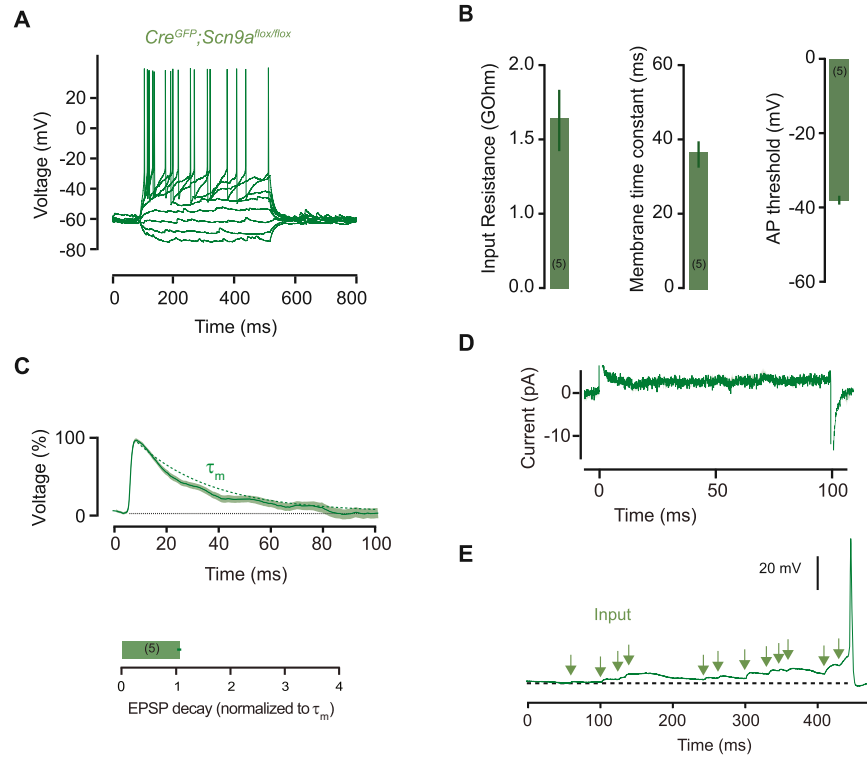 A
Cre^GFP;Scn9a^flox/flox
Voltage (mV)
20
0
-20
-40
-60
-80
0 200 400 600 800
Time (ms)
B
Input Resistance (GOhm)
2.0
1.5
1.0
0.0
(5)
Membrane time constant (ms)
60
40
20
0
(5)
AP threshold (mV)
0
-20
-40
-60
(5)
C
Voltage (%)
100
0
τm
0 20 40 60 80 100
Time (ms)
(5)
0 1 2 3 4
EPSP decay (normalized to τm)
D
Current (pA)
0
-10
0 50 100
Time (ms)
E
20 mV
Input
0 100 200 300 400
Time (ms)